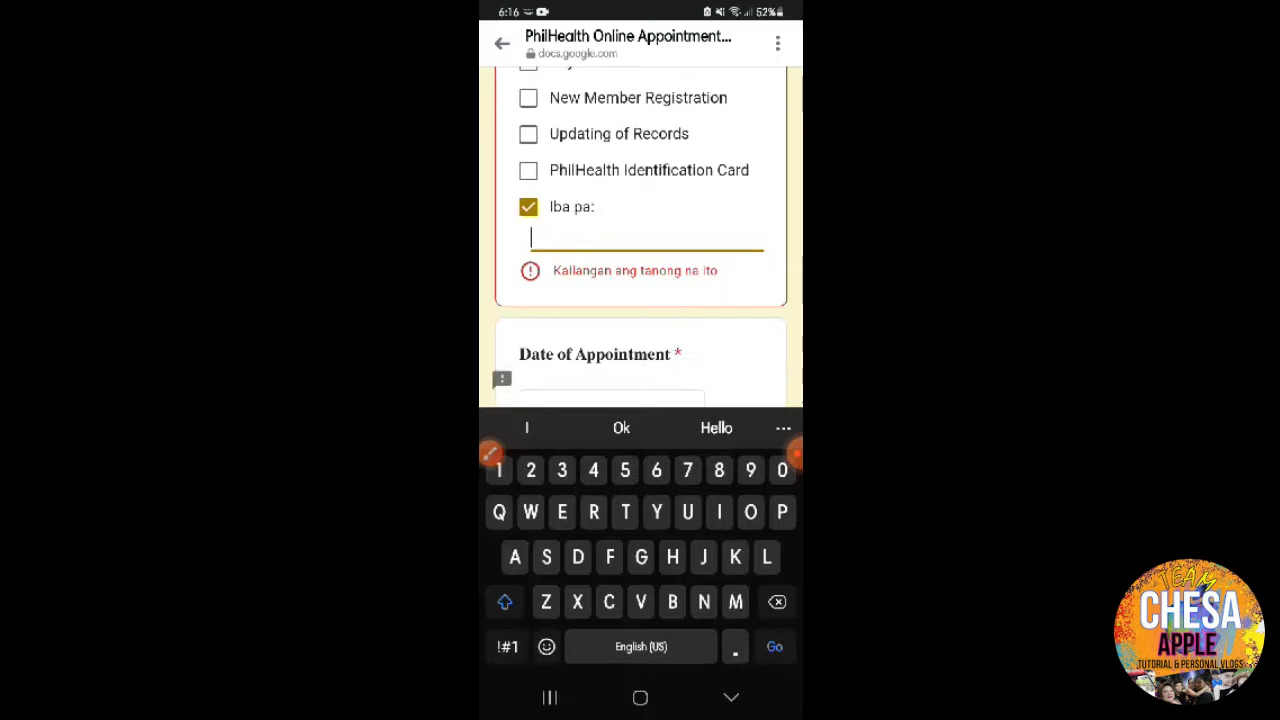 6:16
52%
PhilHealth Online Appointment...
docs.google.com
New Member Registration
Updating of Records
PhilHealth Identification Card
Iba pa:
Kailangan ang tanong na ito
Date of Appointment *
I Ok Hello
1 2 3 4 5 6 7 8 9 0
Q W E R T Y U I O P
A S D F G H J K L
Z X C V B N M
!#1 English (US) . Go
TEAM
CHESA
APPLE
TUTORIAL & PERSONAL VLOGS